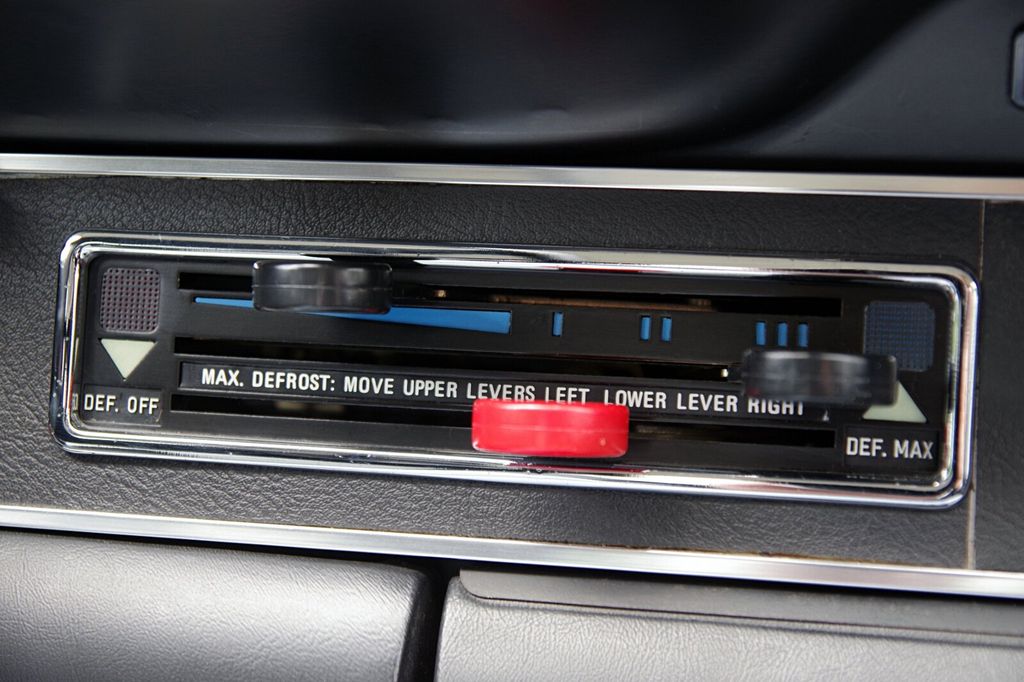 MAX. DEFROST: MOVE UPPER LEVERS LEFT, LOWER LEVER RIGHT
DEF. OFF
DEF. MAX